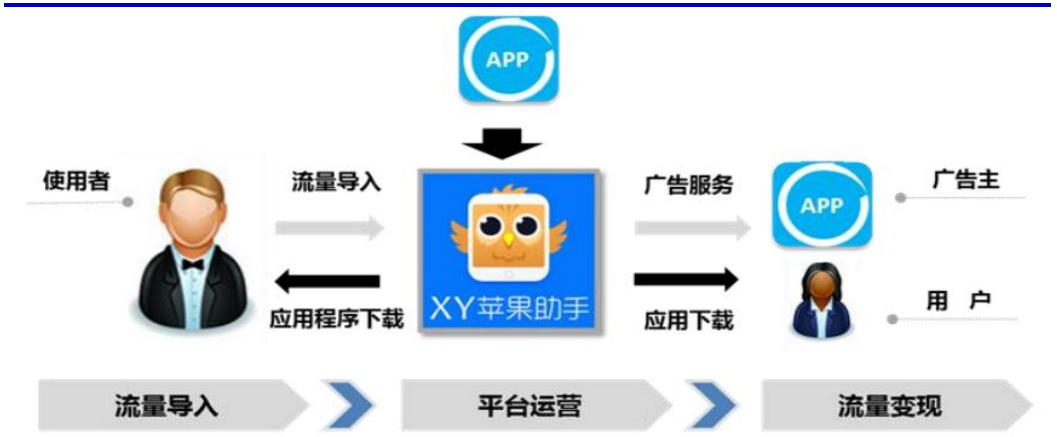 APP
使用者
流量导入
广告服务
广告主
APP
XY苹果助手
应用程序下载
应用下载
用 户
流量导入
平台运营
流量变现